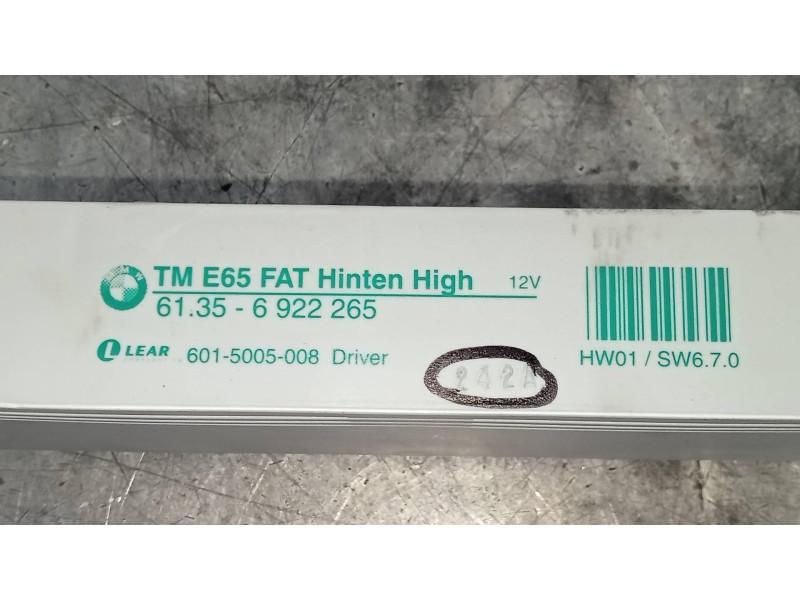 TM E65 FAT Hinten High 12V
61.35 - 6 922 265
LEAR 601-5005-008 Driver
242A
HW01 / SW6.7.0